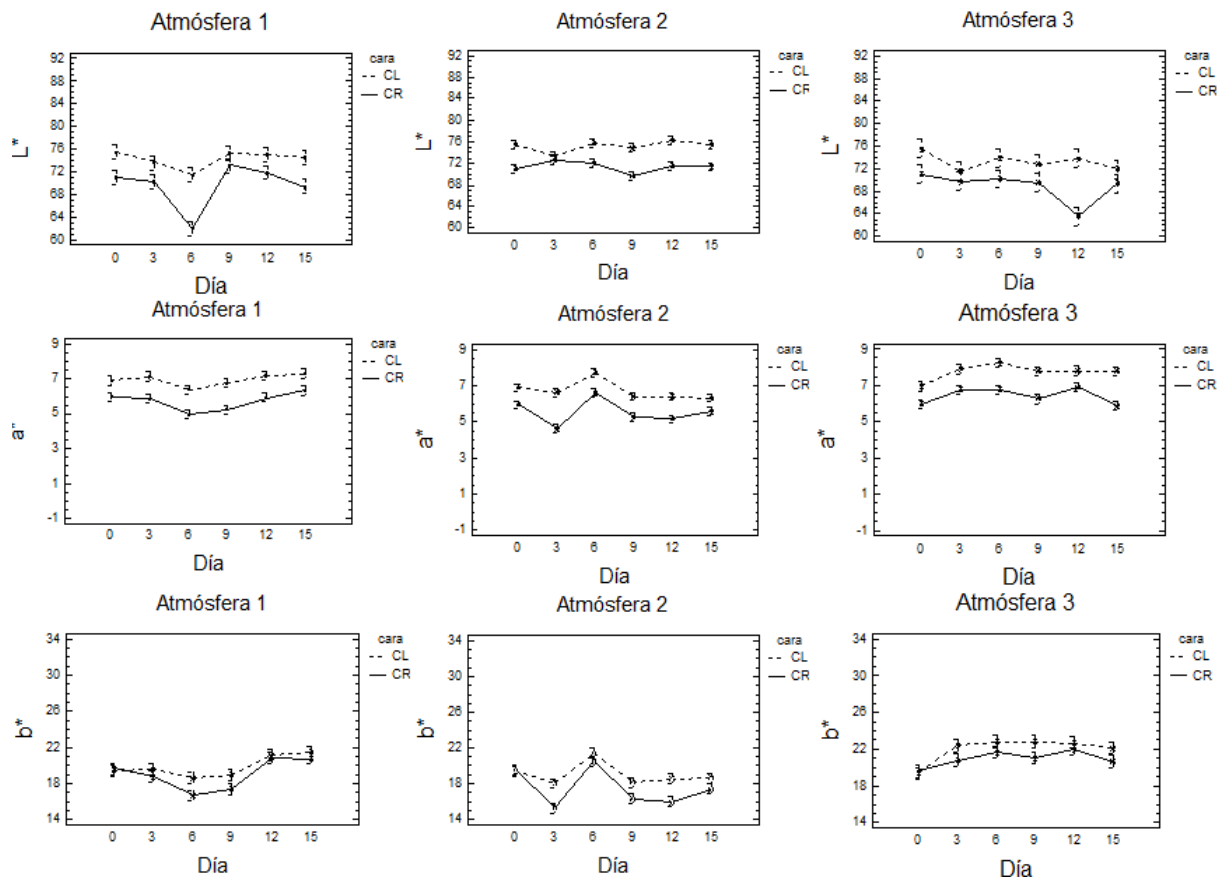 Atmósfera 1
cara
CL
CR
L*
92
88
84
80
76
72
68
64
60
0 3 6 9 12 15
Día
Atmósfera 2
cara
CL
CR
L*
92
88
84
80
76
72
68
64
60
0 3 6 9 12 15
Día
Atmósfera 3
cara
CL
CR
L*
92
88
84
80
76
72
68
64
60
0 3 6 9 12 15
Día
Atmósfera 1
cara
CL
CR
a*
9
7
5
3
1
-1
0 3 6 9 12 15
Día
Atmósfera 2
cara
CL
CR
a*
9
7
5
3
1
-1
0 3 6 9 12 15
Día
Atmósfera 3
cara
CL
CR
a*
9
7
5
3
1
-1
0 3 6 9 12 15
Día
Atmósfera 1
cara
CL
CR
b*
34
30
26
22
18
14
0 3 6 9 12 15
Día
Atmósfera 2
cara
CL
CR
b*
34
30
26
22
18
14
0 3 6 9 12 15
Día
Atmósfera 3
cara
CL
CR
b*
34
30
26
22
18
14
0 3 6 9 12 15
Día